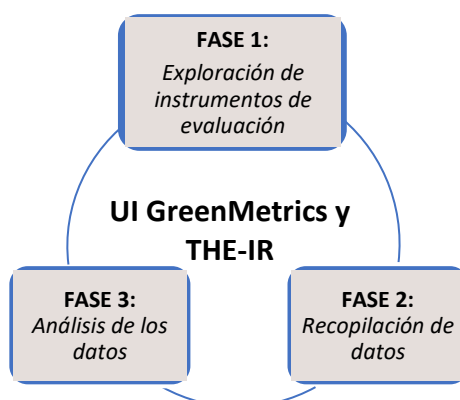 FASE 1:
Exploración de
instrumentos de
evaluación
UI GreenMetrics y
THE-IR
FASE 3:
Análisis de los
datos
FASE 2:
Recopilación de
datos